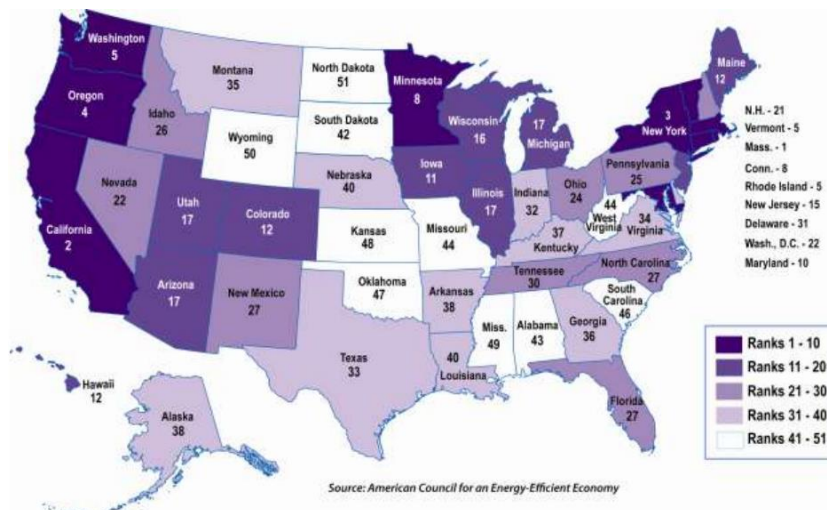 Washington
5
Oregon
4
California
2
Idaho
26
Nevada
22
Montana
35
Wyoming
50
Utah
17
Arizona
17
Colorado
12
New Mexico
27
North Dakota
51
South Dakota
42
Nebraska
40
Kansas
48
Oklahoma
47
Texas
33
Minnesota
8
Iowa
11
Missouri
44
Arkansas
38
40
Louisiana
Wisconsin
16
Illinois
17
17
Michigan
Indiana
32
Ohio
24
37
Kentucky
Tennessee
30
Miss.
49
Alabama
43
Georgia
36
Florida
27
South
Carolina
46
North Carolina
27
34
Virginia
44
West
Virginia
Pennsylvania
25
3
New York
Maine
12
N.H. - 21
Vermont - 5
Mass. - 1
Conn. - 8
Rhode Island - 5
New Jersey - 15
Delaware - 31
Wash., D.C. - 22
Maryland - 10
Hawaii
12
Alaska
38
Ranks 1 - 10
Ranks 11 - 20
Ranks 21 - 30
Ranks 31 - 40
Ranks 41 - 51
Source: American Council for an Energy-Efficient Economy